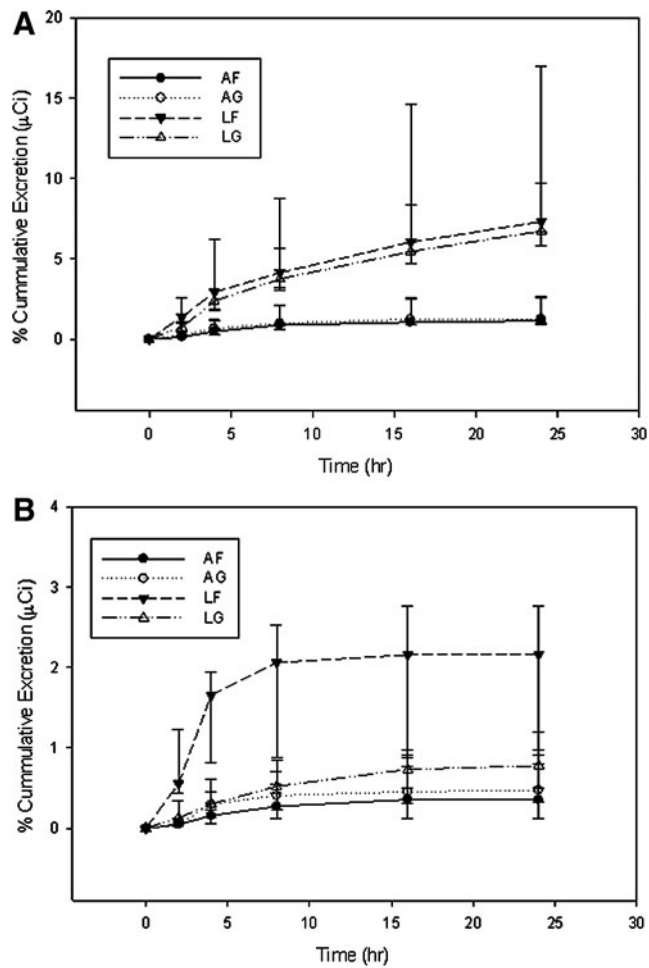 A
20
15
10
5
0
% Cummulative Excretion (μCi)
AF
AG
LF
LG
0 5 10 15 20 25 30
Time (hr)
B
4
3
2
1
0
% Cummulative Excretion (μCi)
AF
AG
LF
LG
0 5 10 15 20 25 30
Time (hr)